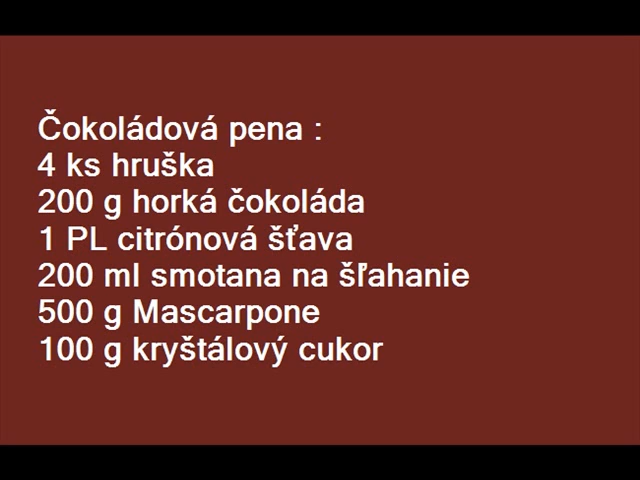 Čokoládová pena :
4 ks hruška
200 g horká čokoláda
1 PL citrónová šťava
200 ml smotana na šľahanie
500 g Mascarpone
100 g kryštálový cukor